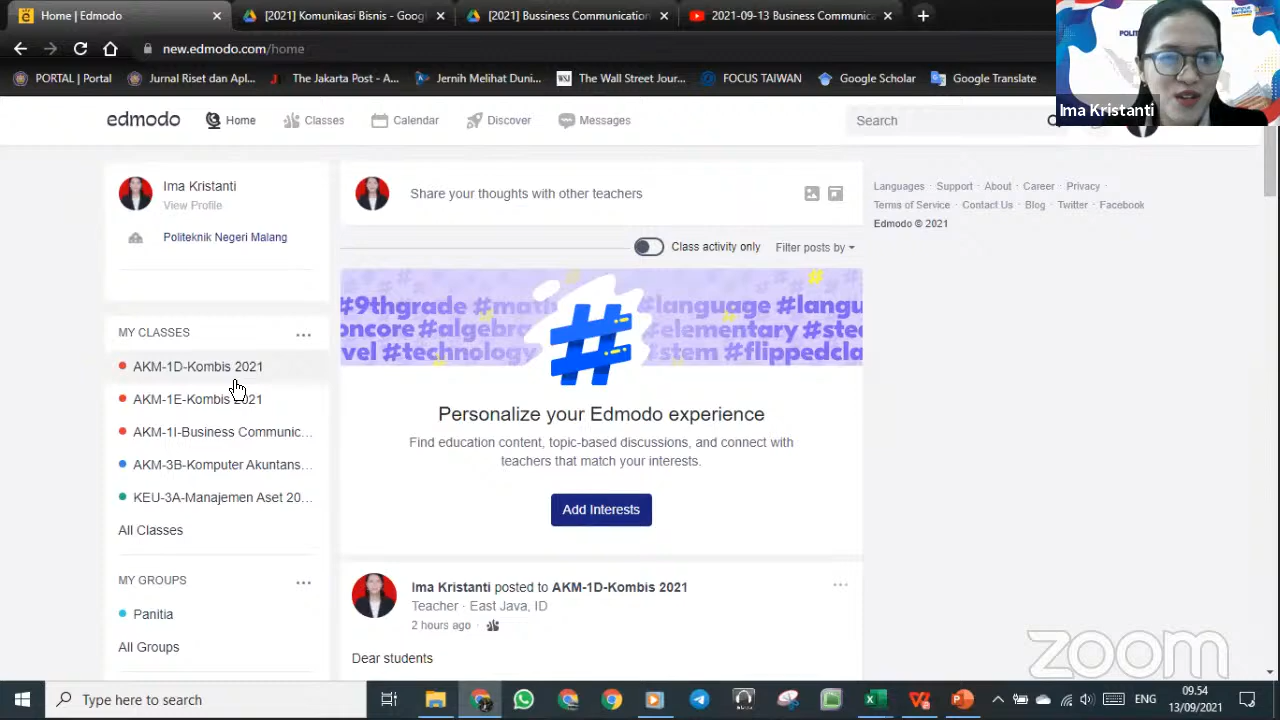 Home | Edmodo
[2021] Komunikasi Bisnis - Goog
[2021] Business Communication
2021-09-13 Business Communic
new.edmodo.com/home
PORTAL | Portal
Jurnal Riset dan Apl...
The Jakarta Post - A...
Jernih Melihat Duni...
WSJ
The Wall Street Jour...
FOCUS TAIWAN
Google Scholar
Google Translate
Ima Kristanti
edmodo
Home
Classes
Calendar
Discover
Messages
Search
Ima Kristanti
View Profile
Politeknik Negeri Malang
MY CLASSES
AKM-1D-Kombis 2021
AKM-1E-Kombis 2021
AKM-1I-Business Communic...
AKM-3B-Komputer Akuntans...
KEU-3A-Manajemen Aset 20...
All Classes
MY GROUPS
Panitia
All Groups
Share your thoughts with other teachers
Class activity only
Filter posts by
#9thgrade #math #language #langu
oncore #algebr elementary #ste
vel #technology #stem #flippedcla
Personalize your Edmodo experience
Find education content, topic-based discussions, and connect with
teachers that match your interests.
Add Interests
Ima Kristanti posted to AKM-1D-Kombis 2021
Teacher · East Java, ID
2 hours ago ·
Dear students
Languages · Support · About · Career · Privacy ·
Terms of Service · Contact Us · Blog · Twitter · Facebook
Edmodo © 2021
zoom
Type here to search
ENG
09.54
13/09/2021